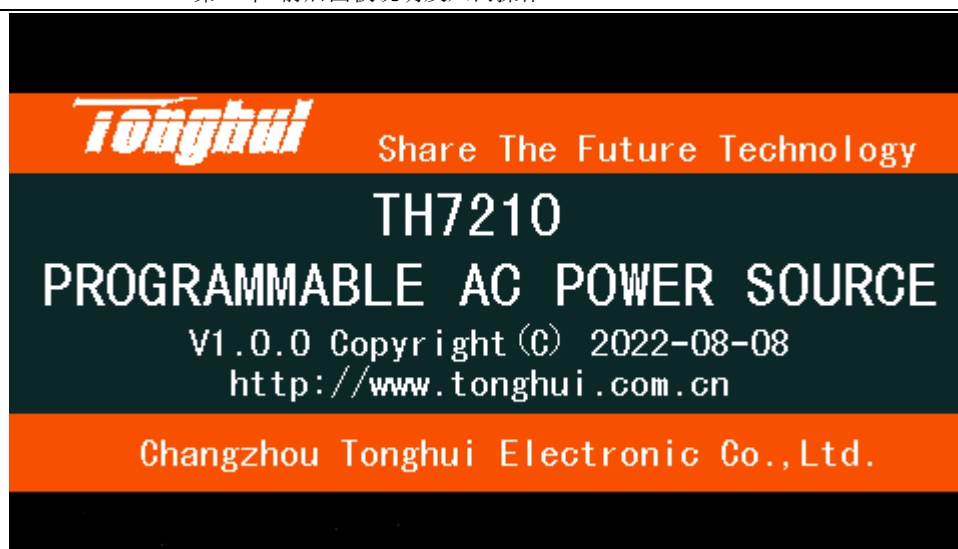 Tonghui Share The Future Technology
TH7210
PROGRAMMABLE AC POWER SOURCE
V1.0.0 Copyright(C) 2022-08-08
http://www.tonghui.com.cn
Changzhou Tonghui Electronic Co.,Ltd.